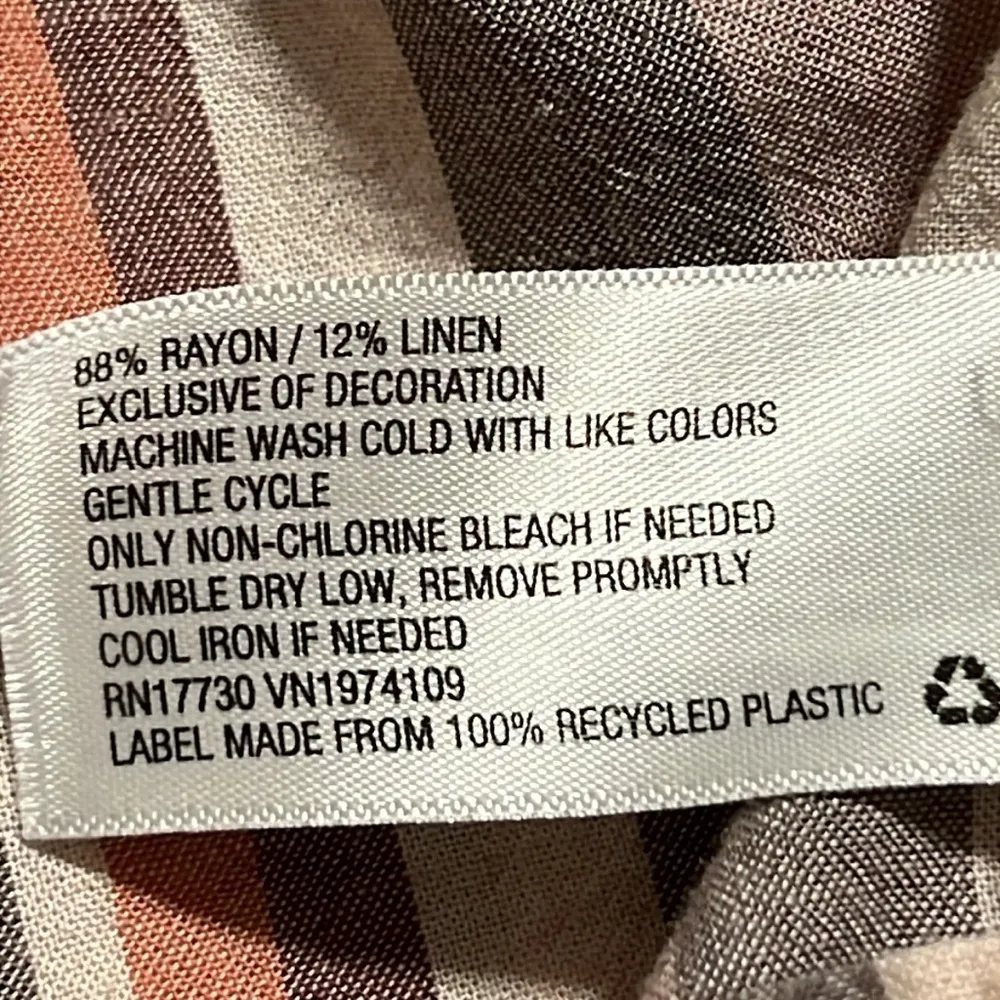 88% RAYON / 12% LINEN
EXCLUSIVE OF DECORATION
MACHINE WASH COLD WITH LIKE COLORS
GENTLE CYCLE
ONLY NON-CHLORINE BLEACH IF NEEDED
TUMBLE DRY LOW, REMOVE PROMPTLY
COOL IRON IF NEEDED
RN17730 VN1974109
LABEL MADE FROM 100% RECYCLED PLASTIC